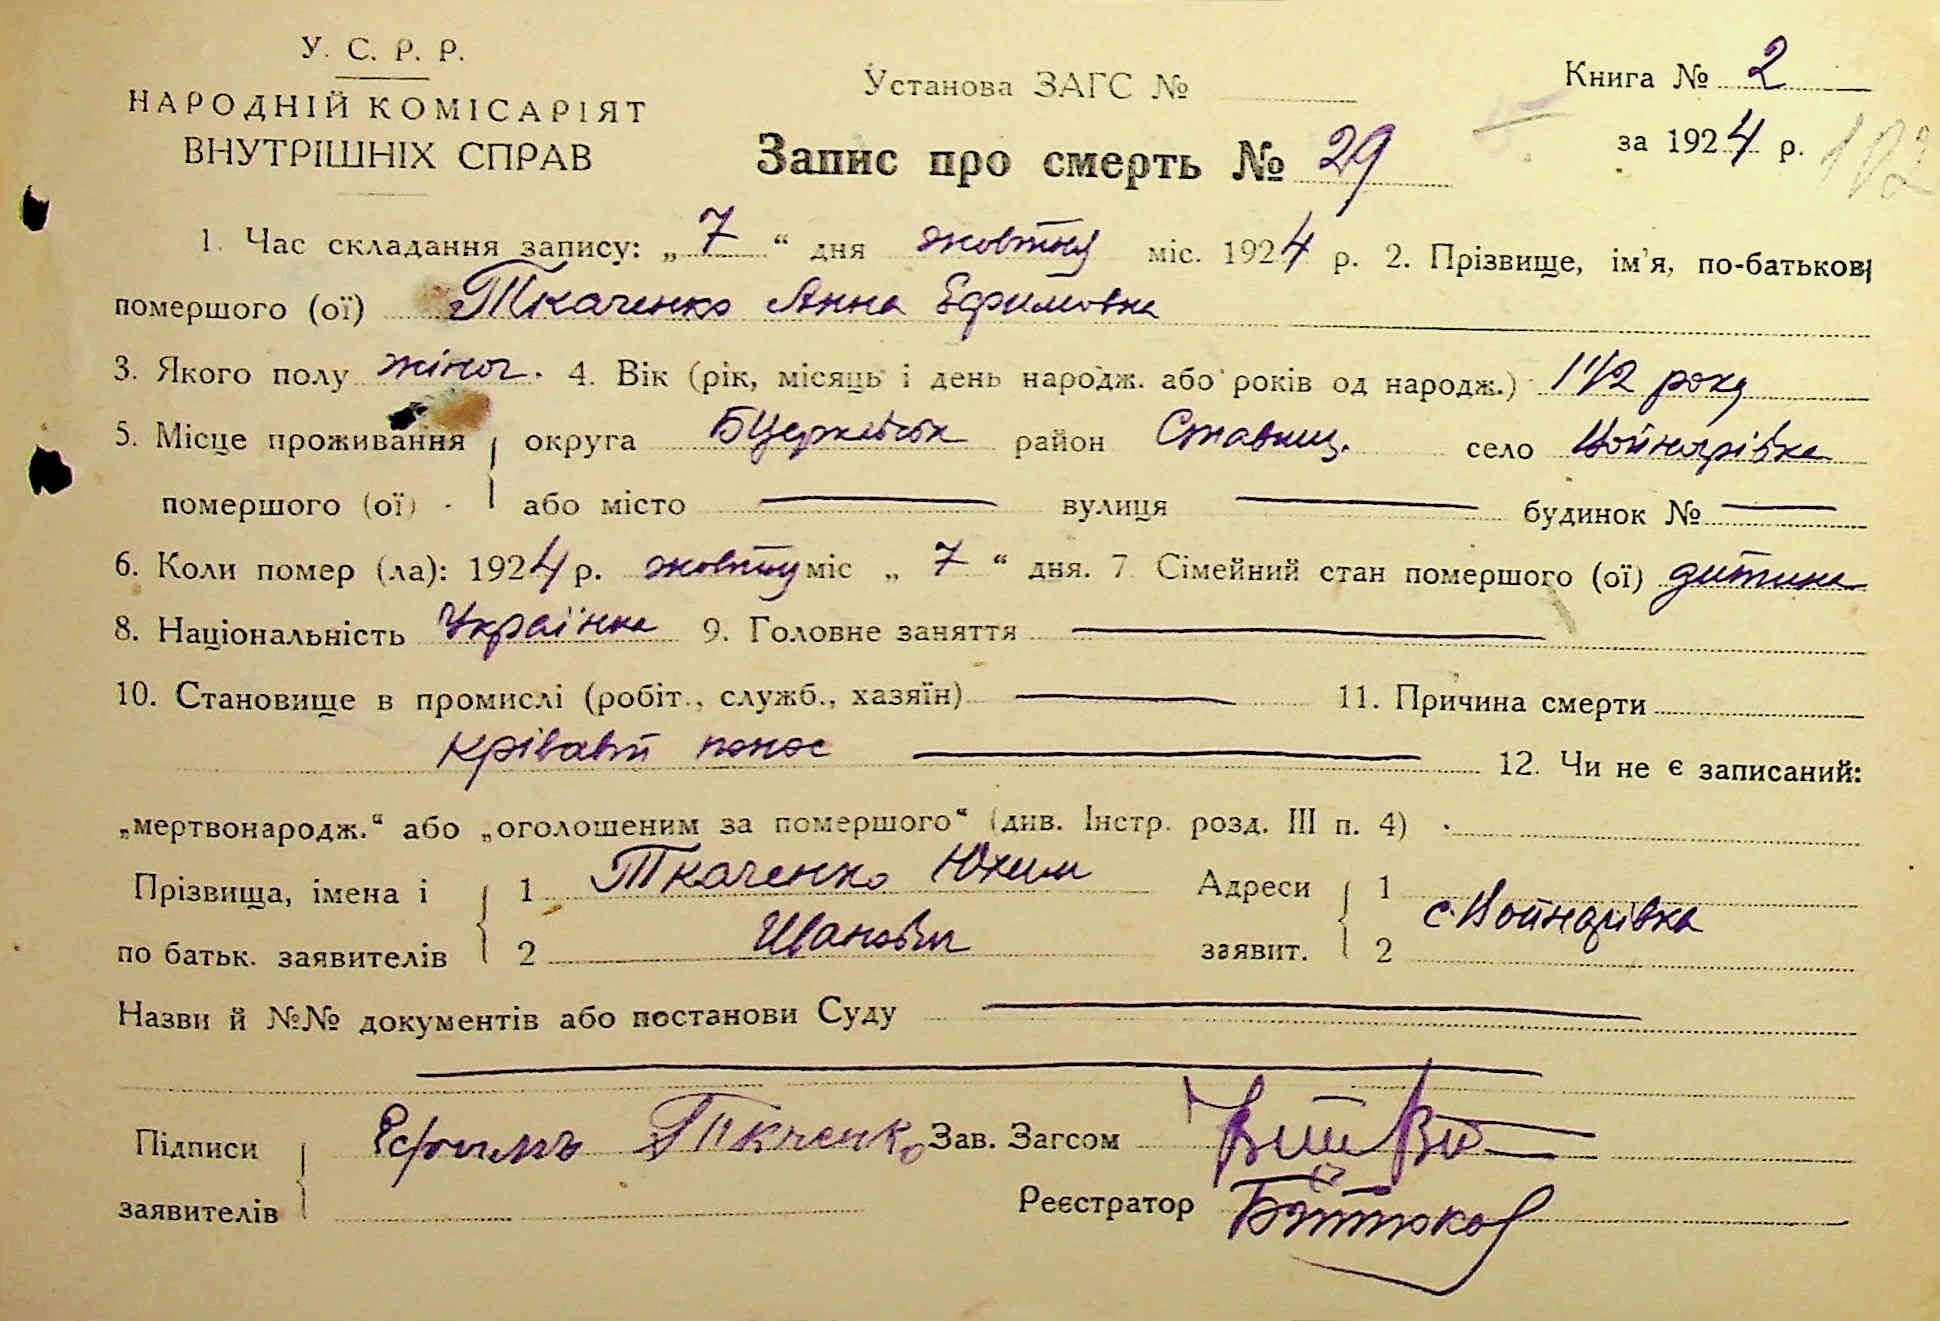 У. С. Р. Р.
НАРОДНІЙ КОМІСАРІЯТ
ВНУТРІШНІХ СПРАВ
Установа ЗАГС №
Книга № 2
за 1924 р.
102
Запис про смерть № 29
1. Час складання запису: „7“ дня жовтня міс. 1924 р. 2. Прізвище, ім'я, по-батькові
помершого (ої) Ткаченко Анна Ефимовна
3. Якого полу жіноч. 4. Вік (рік, місяць і день народж. або років од народж.) 1 1/2 року
5. Місце проживання округа БЦерківськ район Ставищ. село Войнарівка
помершого (ої) або місто вулиця будинок №
6. Коли помер (ла): 1924 р. жовтня міс „7“ дня. 7. Сімейний стан помершого (ої) дитина
8. Національність Українка 9. Головне заняття
10. Становище в промислі (робіт., служб., хазяїн) 11. Причина смерти
Крівавій понос 12. Чи не є записаний:
„мертвонародж.“ або „оголошеним за помершого“ (див. Інстр. розд. III п. 4)
Прізвища, імена і 1 Ткаченко Юхим Адреси 1
с. Войнарівка
по батьк. заявителів 2 Іванович заявит. 2
Назви й №№ документів або постанови Суду
Підписи Ефимъ Ткченко Зав. Загсом
заявителів Реєстратор